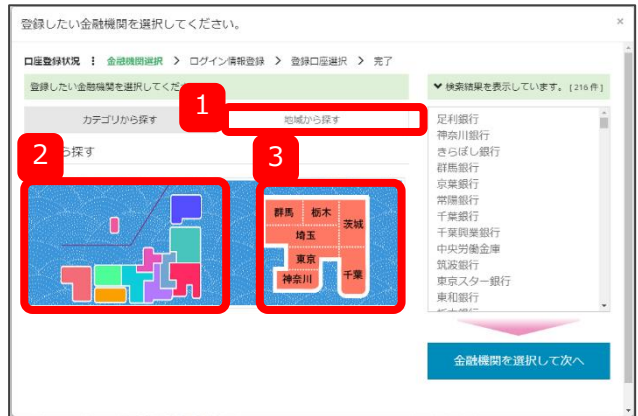 登録したい金融機関を選択してください。
×
口座登録状況 : 金融機関選択 > ログイン情報登録 > 登録口座選択 > 完了
登録したい金融機関を選択してくだ
検索結果を表示しています。[216件]
1
カテゴリから探す
地域から探す
2
ら探す
3
群馬
栃木
茨城
埼玉
東京
千葉
神奈川
足利銀行
神奈川銀行
きらぼし銀行
群馬銀行
京葉銀行
常陽銀行
千葉銀行
千葉興業銀行
中央労働金庫
筑波銀行
東京スター銀行
東和銀行
金融機関を選択して次へ